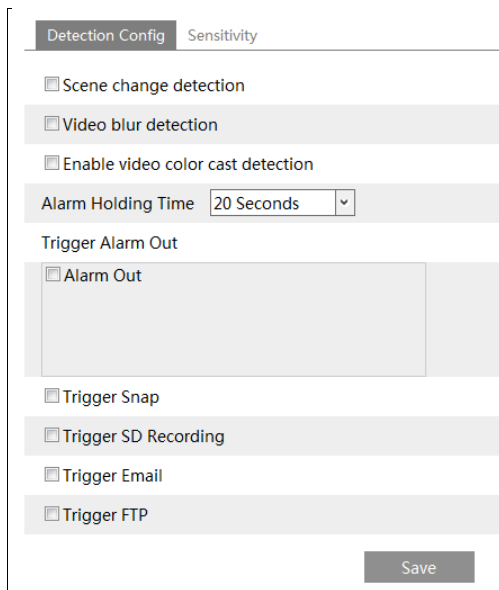 Detection Config Sensitivity
Scene change detection
Video blur detection
Enable video color cast detection
Alarm Holding Time 20 Seconds
Trigger Alarm Out
Alarm Out
Trigger Snap
Trigger SD Recording
Trigger Email
Trigger FTP
Save